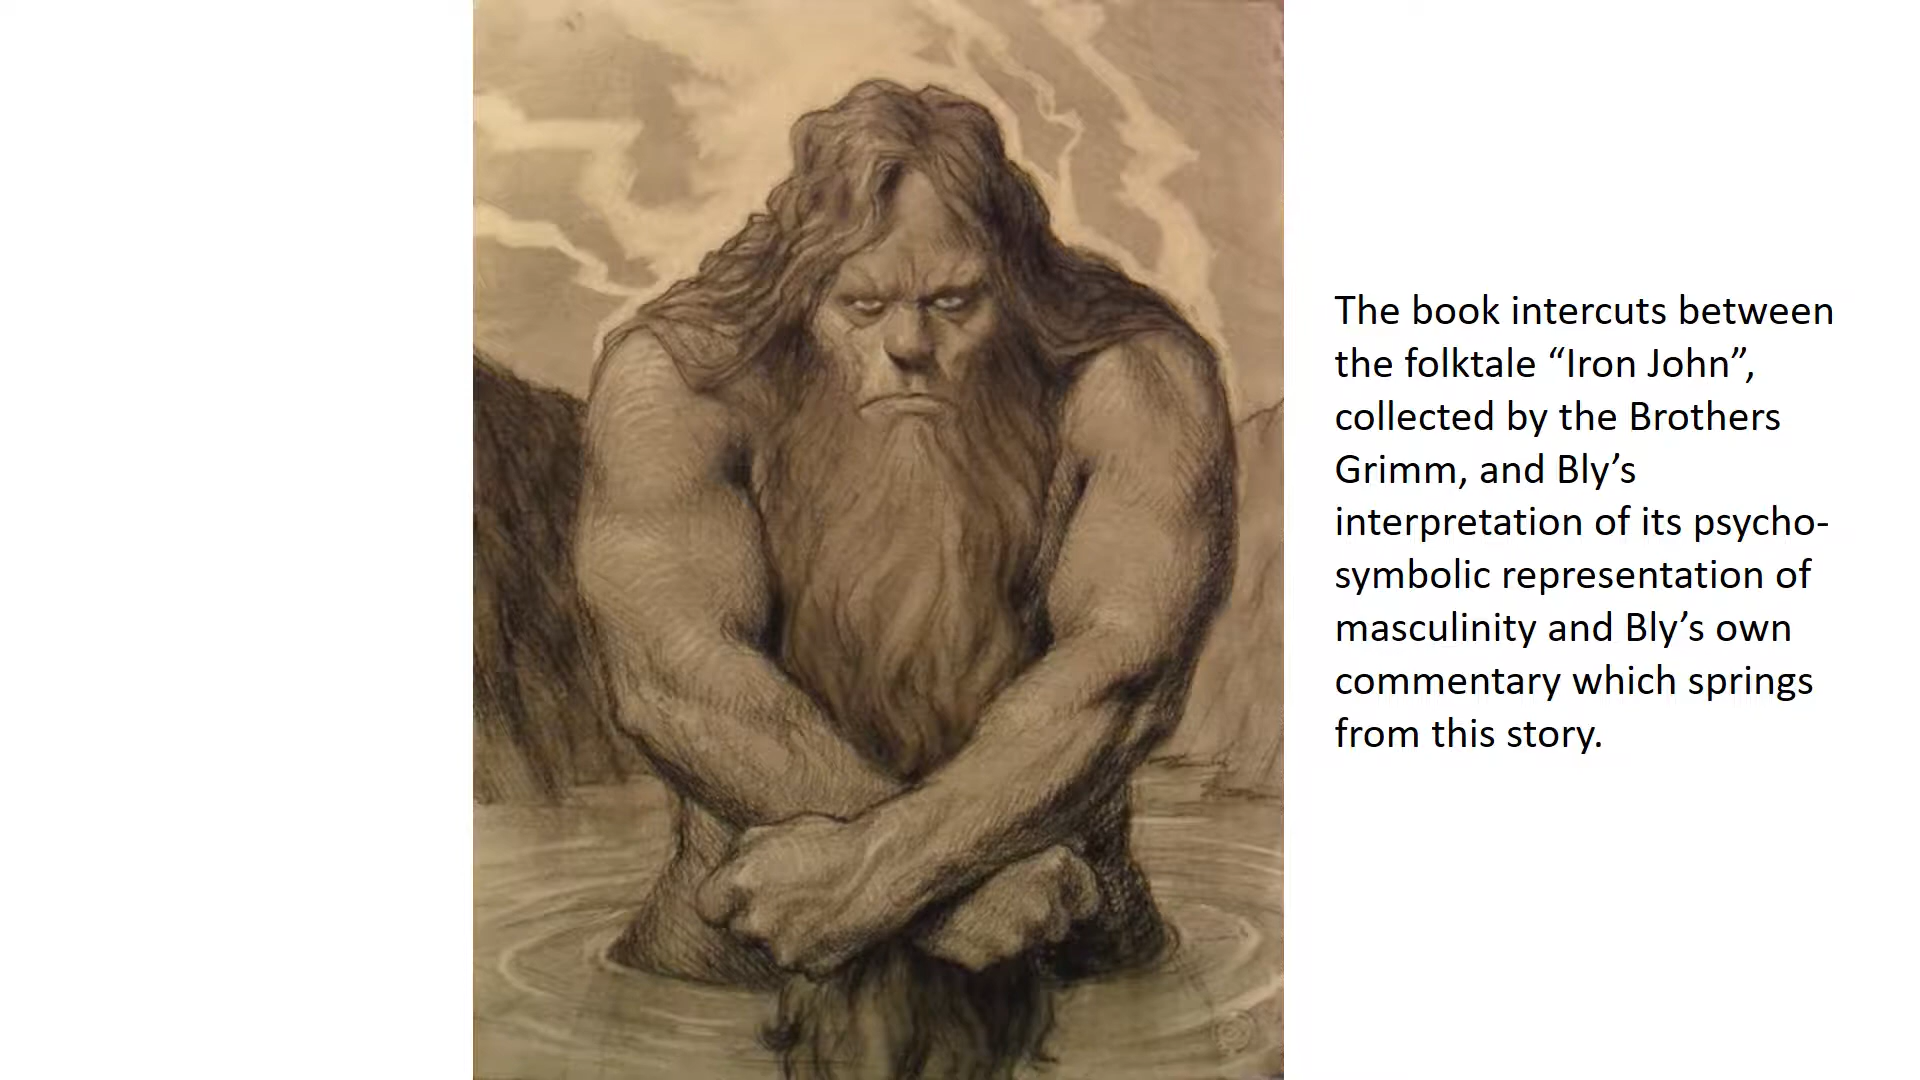 The book intercuts between
the folktale “Iron John”,
collected by the Brothers
Grimm, and Bly’s
interpretation of its psycho-
symbolic representation of
masculinity and Bly’s own
commentary which springs
from this story.